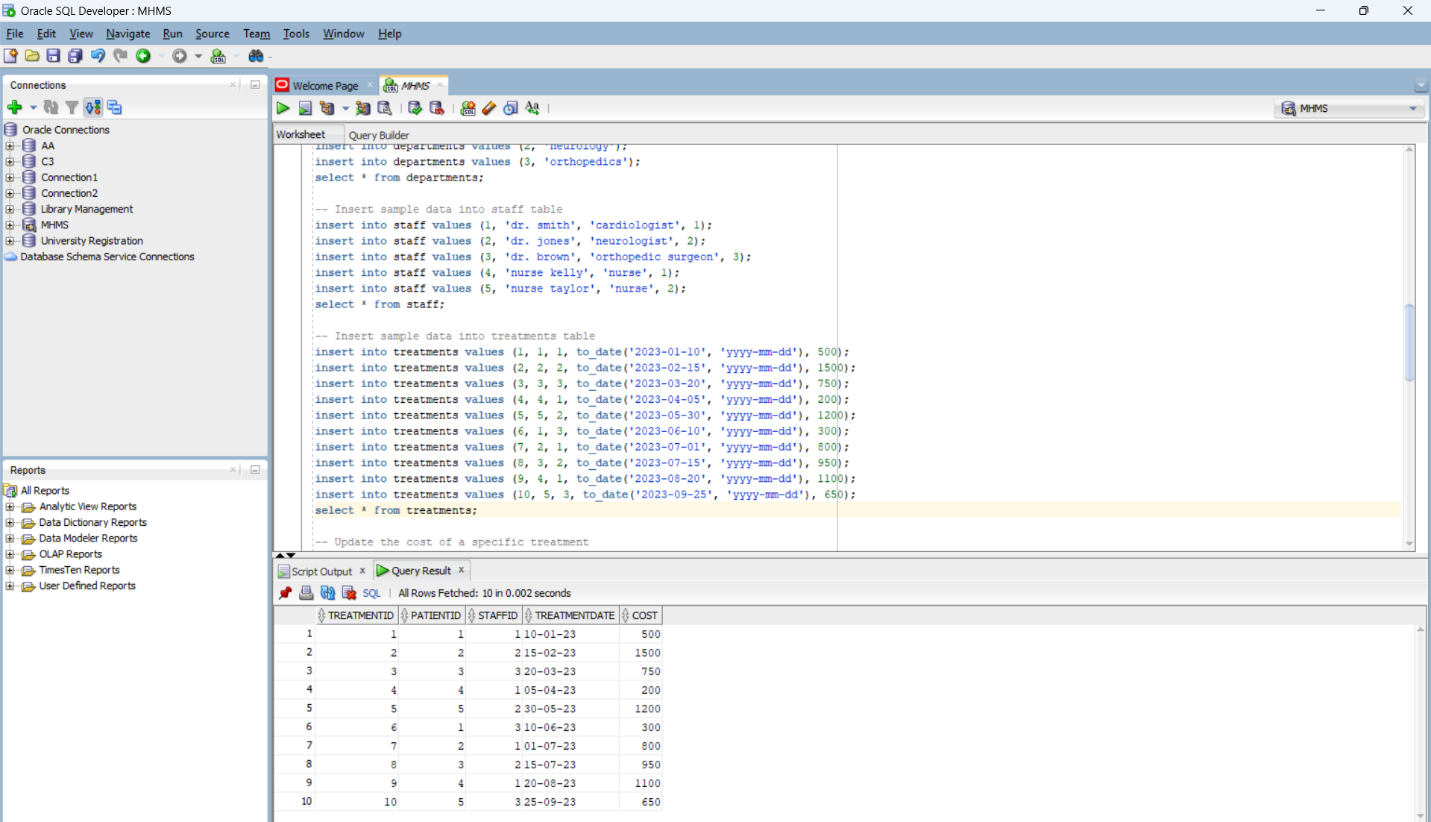 Oracle SQL Developer : MHMS
File Edit View Navigate Run Source Team Tools Window Help
Connections
Oracle Connections
AA
C3
Connection1
Connection2
Library Management
MHMS
University Registration
Database Schema Service Connections
Reports
All Reports
Analytic View Reports
Data Dictionary Reports
Data Modeler Reports
OLAP Reports
TimesTen Reports
User Defined Reports
Welcome Page MHMS
MHMS
Worksheet Query Builder
insert into departments values (2, 'neurology');
insert into departments values (3, 'orthopedics');
select * from departments;
-- Insert sample data into staff table
insert into staff values (1, 'dr. smith', 'cardiologist', 1);
insert into staff values (2, 'dr. jones', 'neurologist', 2);
insert into staff values (3, 'dr. brown', 'orthopedic surgeon', 3);
insert into staff values (4, 'nurse kelly', 'nurse', 1);
insert into staff values (5, 'nurse taylor', 'nurse', 2);
select * from staff;
-- Insert sample data into treatments table
insert into treatments values (1, 1, 1, to_date('2023-01-10', 'yyyy-mm-dd'), 500);
insert into treatments values (2, 2, 2, to_date('2023-02-15', 'yyyy-mm-dd'), 1500);
insert into treatments values (3, 3, 3, to_date('2023-03-20', 'yyyy-mm-dd'), 750);
insert into treatments values (4, 4, 1, to_date('2023-04-05', 'yyyy-mm-dd'), 200);
insert into treatments values (5, 5, 2, to_date('2023-05-30', 'yyyy-mm-dd'), 1200);
insert into treatments values (6, 1, 3, to_date('2023-06-10', 'yyyy-mm-dd'), 300);
insert into treatments values (7, 2, 1, to_date('2023-07-01', 'yyyy-mm-dd'), 800);
insert into treatments values (8, 3, 2, to_date('2023-07-15', 'yyyy-mm-dd'), 950);
insert into treatments values (9, 4, 1, to_date('2023-08-20', 'yyyy-mm-dd'), 1100);
insert into treatments values (10, 5, 3, to_date('2023-09-25', 'yyyy-mm-dd'), 650);
select * from treatments;
-- Update the cost of a specific treatment
Script Output x Query Result x
SQL | All Rows Fetched: 10 in 0.002 seconds
TREATMENTID PATIENTID STAFFID TREATMENTDATE COST
1 1 1 1 10-01-23 500
2 2 2 2 15-02-23 1500
3 3 3 3 20-03-23 750
4 4 4 1 05-04-23 200
5 5 5 2 30-05-23 1200
6 6 1 3 10-06-23 300
7 7 2 1 01-07-23 800
8 8 3 2 15-07-23 950
9 9 4 1 20-08-23 1100
10 10 5 3 25-09-23 650